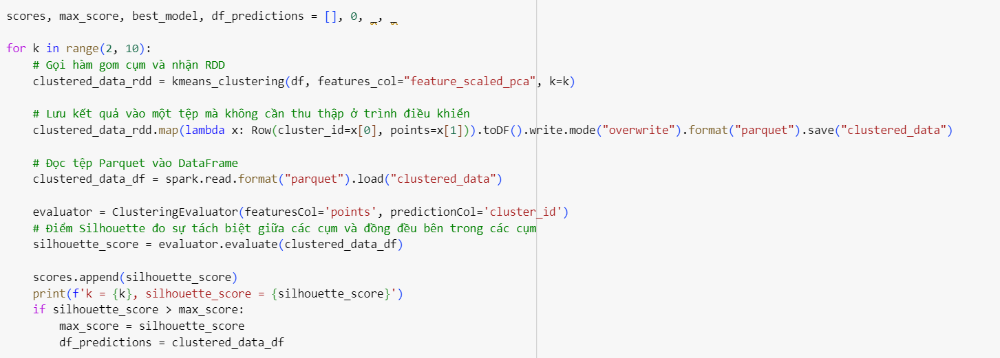 scores, max_score, best_model, df_predictions = [], 0, _, _
for k in range(2, 10):
# Gọi hàm gom cụm và nhận RDD
clustered_data_rdd = kmeans_clustering(df, features_col="feature_scaled_pca", k=k)
# Lưu kết quả vào một tệp mà không cần thu thập ở trình điều khiển
clustered_data_rdd.map(lambda x: Row(cluster_id=x[0], points=x[1])).toDF().write.mode("overwrite").format("parquet").save("clustered_data")
# Đọc tệp Parquet vào DataFrame
clustered_data_df = spark.read.format("parquet").load("clustered_data")
evaluator = ClusteringEvaluator(featuresCol='points', predictionCol='cluster_id')
# Điểm Silhouette đo sự tách biệt giữa các cụm và đồng đều bên trong các cụm
silhouette_score = evaluator.evaluate(clustered_data_df)
scores.append(silhouette_score)
print(f'k = {k}, silhouette_score = {silhouette_score}')
if silhouette_score > max_score:
max_score = silhouette_score
df_predictions = clustered_data_df